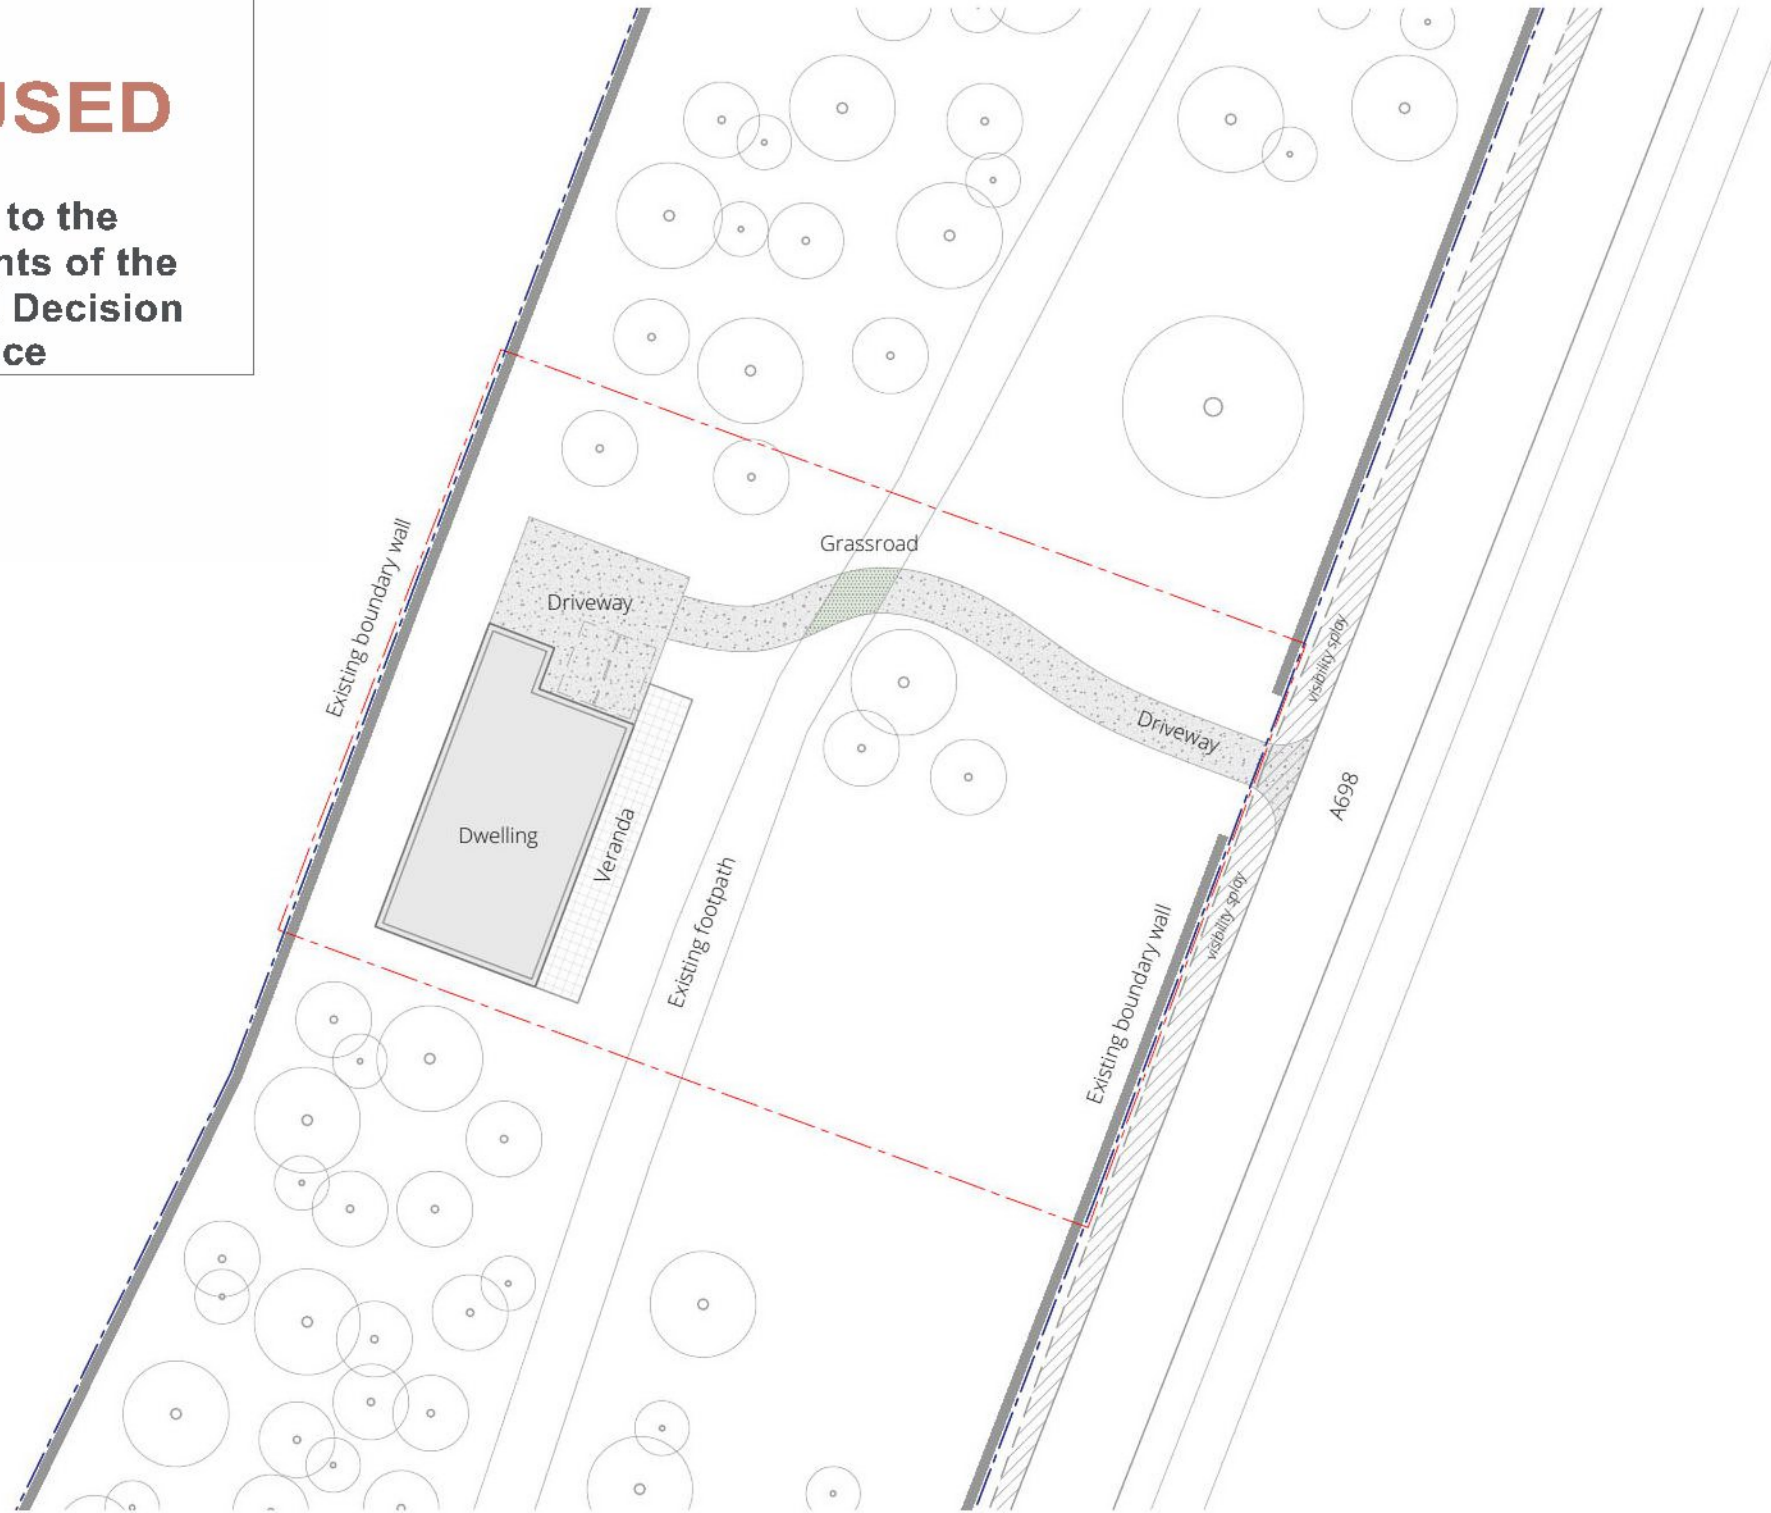 USED
to the
nts of the
Decision
ce
Grassroad
Existing boundary wall
Driveway
visibility splay
Driveway
A698
Dwelling
Veranda
Existing footpath
visibility splay
Existing boundary wall